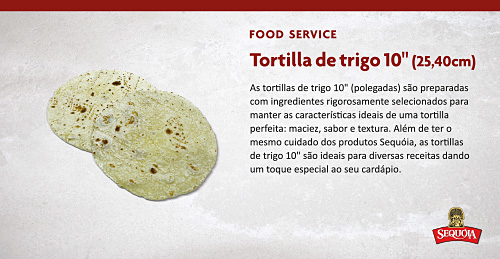 FOOD SERVICE
Tortilla de trigo 10" (25,40cm)
As tortillas de trigo 10" (polegadas) são preparadas
com ingredientes rigorosamente selecionados para
manter as características ideais de uma tortilla
perfeita: maciez, sabor e textura. Além de ter o
mesmo cuidado dos produtos Sequóia, as tortillas
de trigo 10" são ideais para diversas receitas dando
um toque especial ao seu cardápio.
SEQUOIA